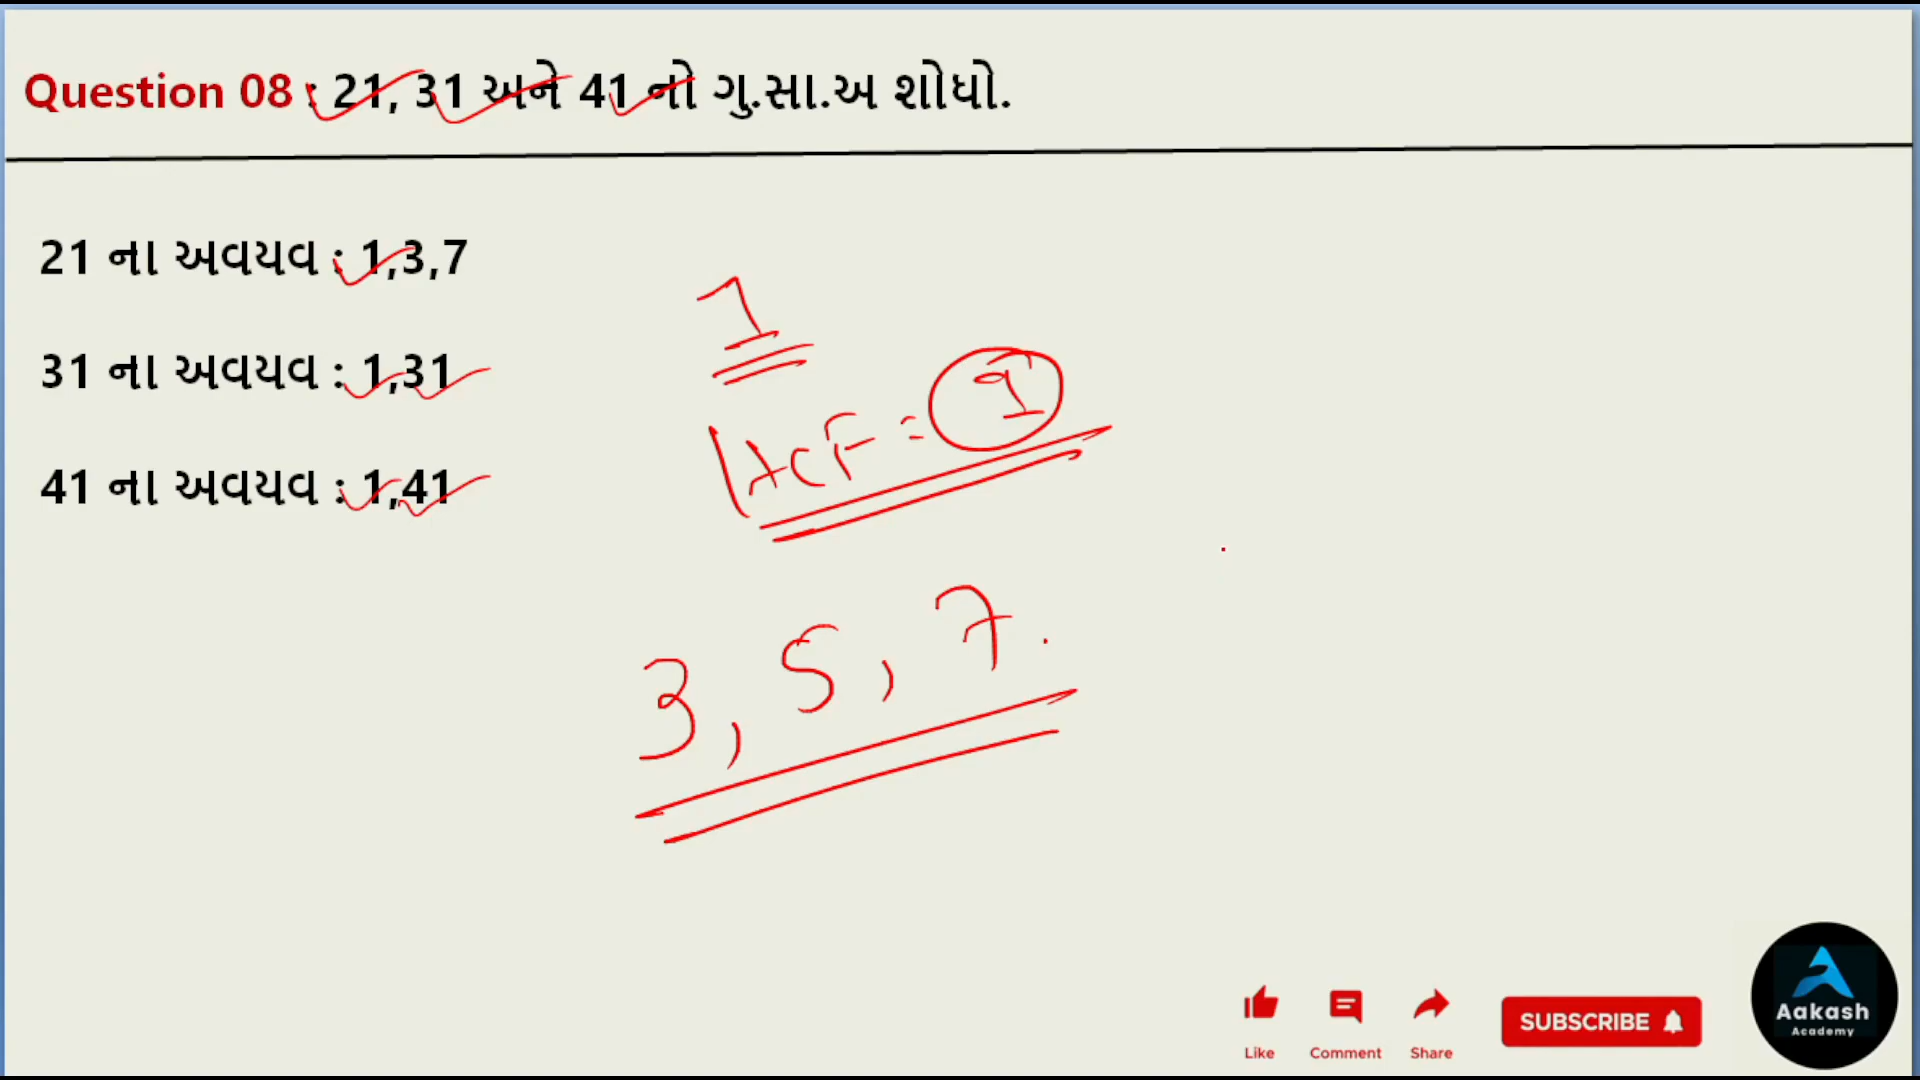 Question 08 : 21, 31 અને 41 નો ગુ.સા.અ શોધો.
21 ના અવયવ : 1,3,7
31 ના અવયવ : 1,31
41 ના અવયવ : 1,41
1
HCF = 1
3, 5, 7.
Like
Comment
Share
SUBSCRIBE
Aakash
Academy